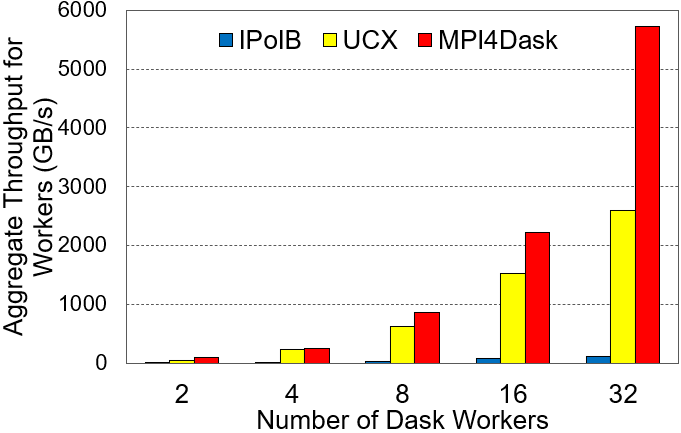 Aggregate Throughput for
Workers (GB/s)
6000
5000
4000
3000
2000
1000
0
IPoIB UCX MPI4Dask
2 4 8 16 32
Number of Dask Workers